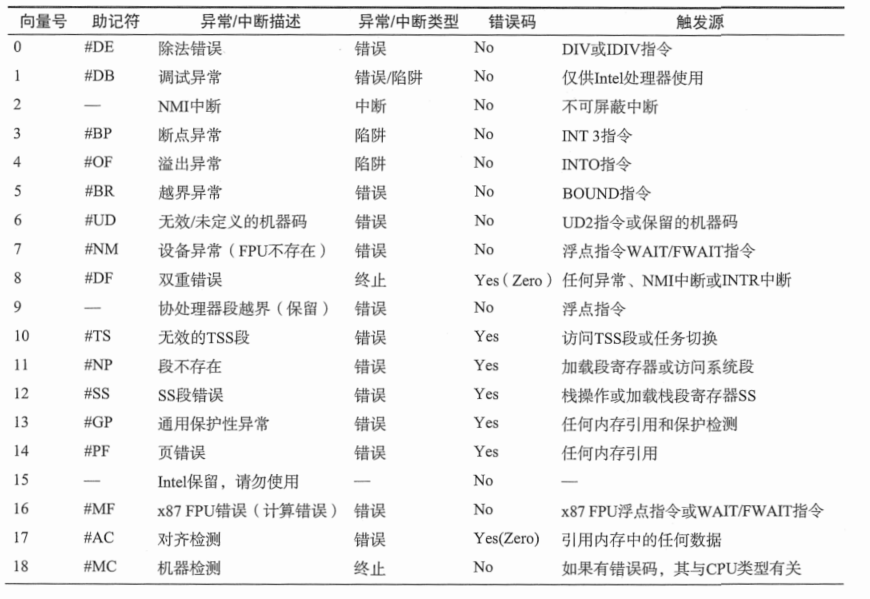 向量号 助记符 异常/中断描述 异常/中断类型 错误码 触发源
0 #DE 除法错误 错误 No DIV或IDIV指令
1 #DB 调试异常 错误/陷阱 No 仅供Intel处理器使用
2 — NMI中断 中断 No 不可屏蔽中断
3 #BP 断点异常 陷阱 No INT 3指令
4 #OF 溢出异常 陷阱 No INTO指令
5 #BR 越界异常 错误 No BOUND指令
6 #UD 无效/未定义的机器码 错误 No UD2指令或保留的机器码
7 #NM 设备异常（FPU不存在） 错误 No 浮点指令WAIT/FWAIT指令
8 #DF 双重错误 终止 Yes（Zero） 任何异常、NMI中断或INTR中断
9 — 协处理器段越界（保留） 错误 No 浮点指令
10 #TS 无效的TSS段 错误 Yes 访问TSS段或任务切换
11 #NP 段不存在 错误 Yes 加载段寄存器或访问系统段
12 #SS SS段错误 错误 Yes 栈操作或加载栈段寄存器SS
13 #GP 通用保护性异常 错误 Yes 任何内存引用和保护检测
14 #PF 页错误 错误 Yes 任何内存引用
15 — Intel保留，请勿使用 — No —
16 #MF x87 FPU错误（计算错误） 错误 No x87 FPU浮点指令或WAIT/FWAIT指令
17 #AC 对齐检测 错误 Yes(Zero) 引用内存中的任何数据
18 #MC 机器检测 终止 No 如果有错误码，其与CPU类型有关